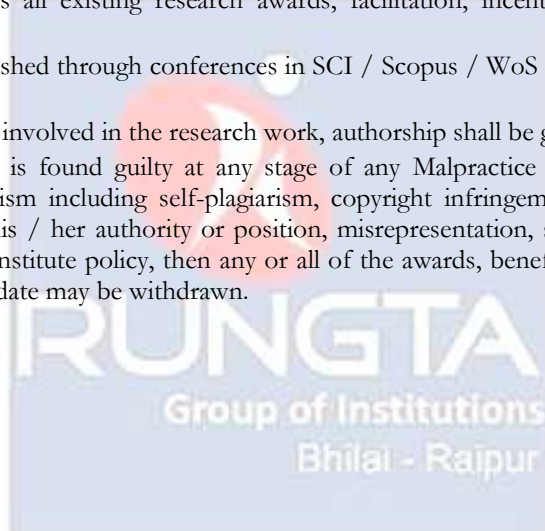 s all existing research awards, facilitation, incent
shed through conferences in SCI / Scopus / WoS
involved in the research work, authorship shall be g
is found guilty at any stage of any Malpractice
ism including self-plagiarism, copyright infringem
is / her authority or position, misrepresentation, s
nstitute policy, then any or all of the awards, benef
date may be withdrawn.
RUNGTA
Group of Institutions
Bhilai - Raipur